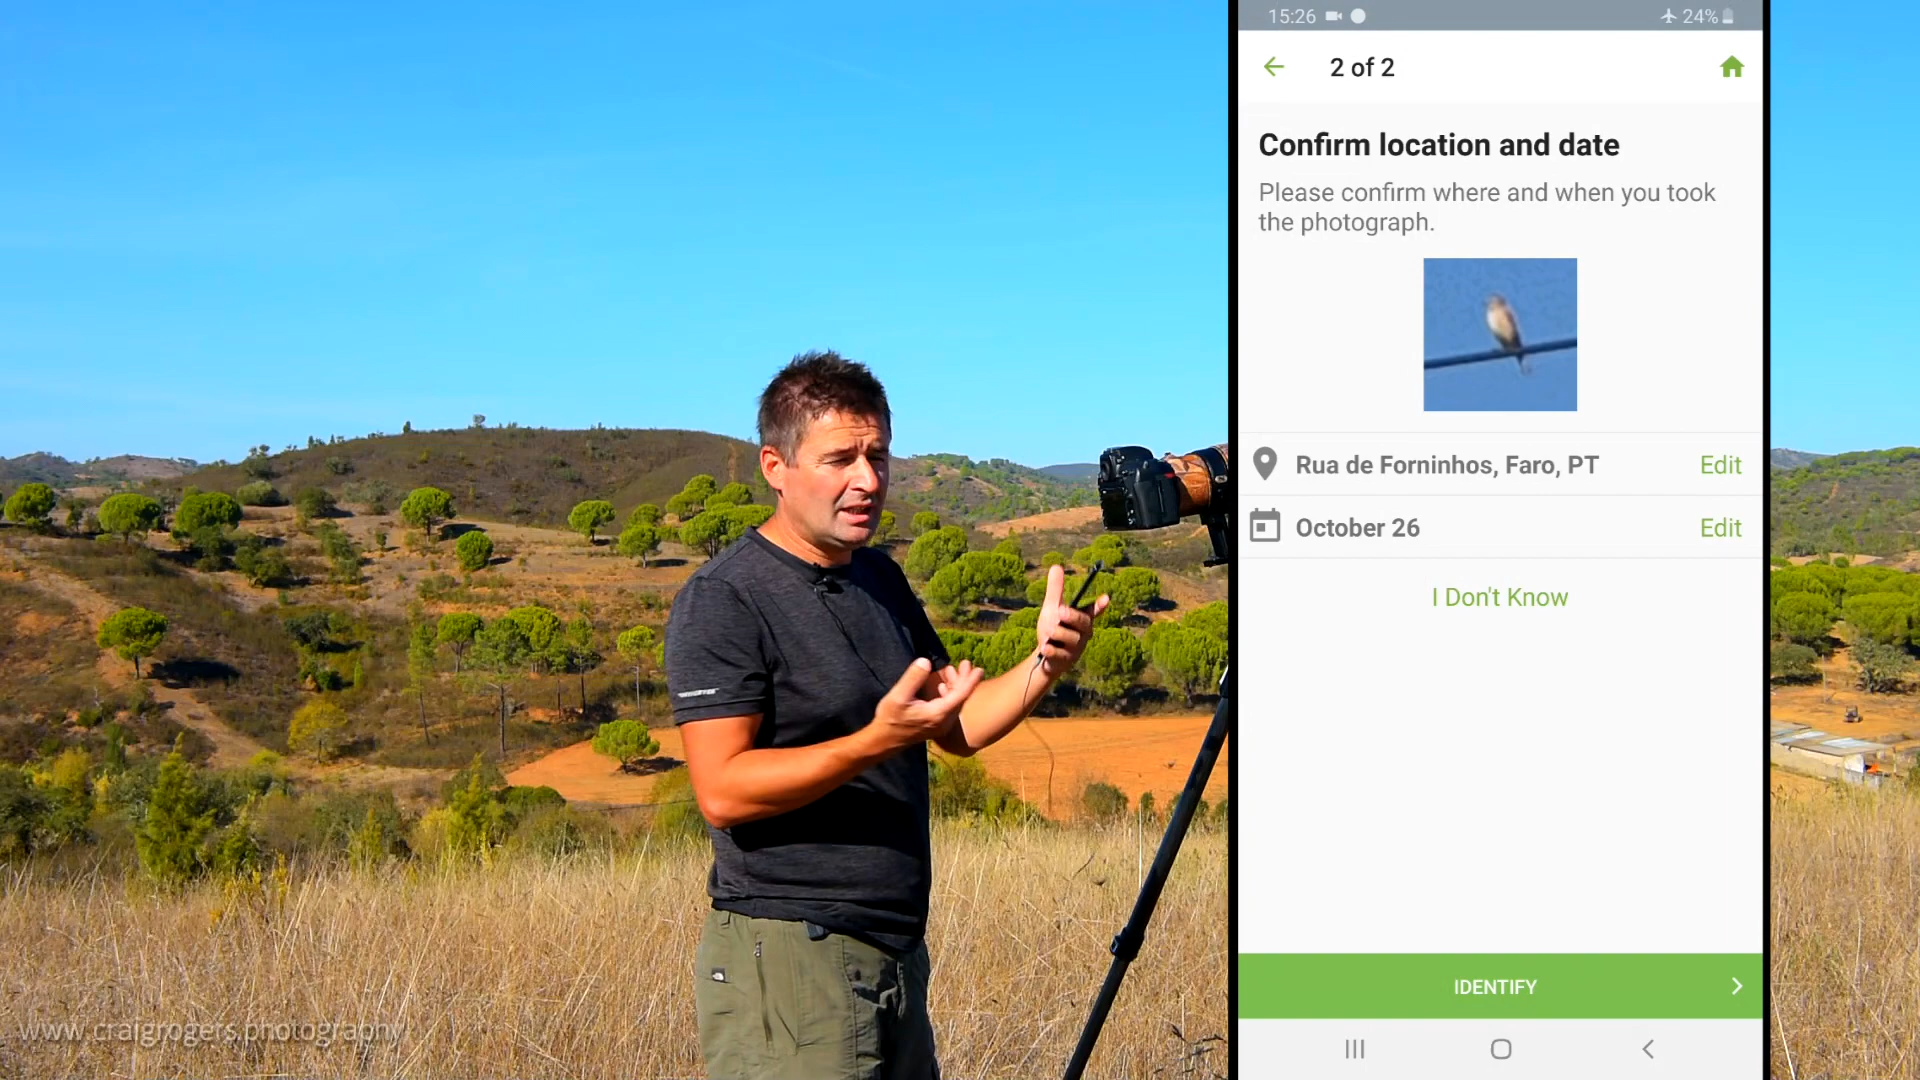 15:26
24%
2 of 2
Confirm location and date
Please confirm where and when you took
the photograph.
Rua de Forninhos, Faro, PT Edit
October 26 Edit
I Don't Know
IDENTIFY
www.craigrogers.photography